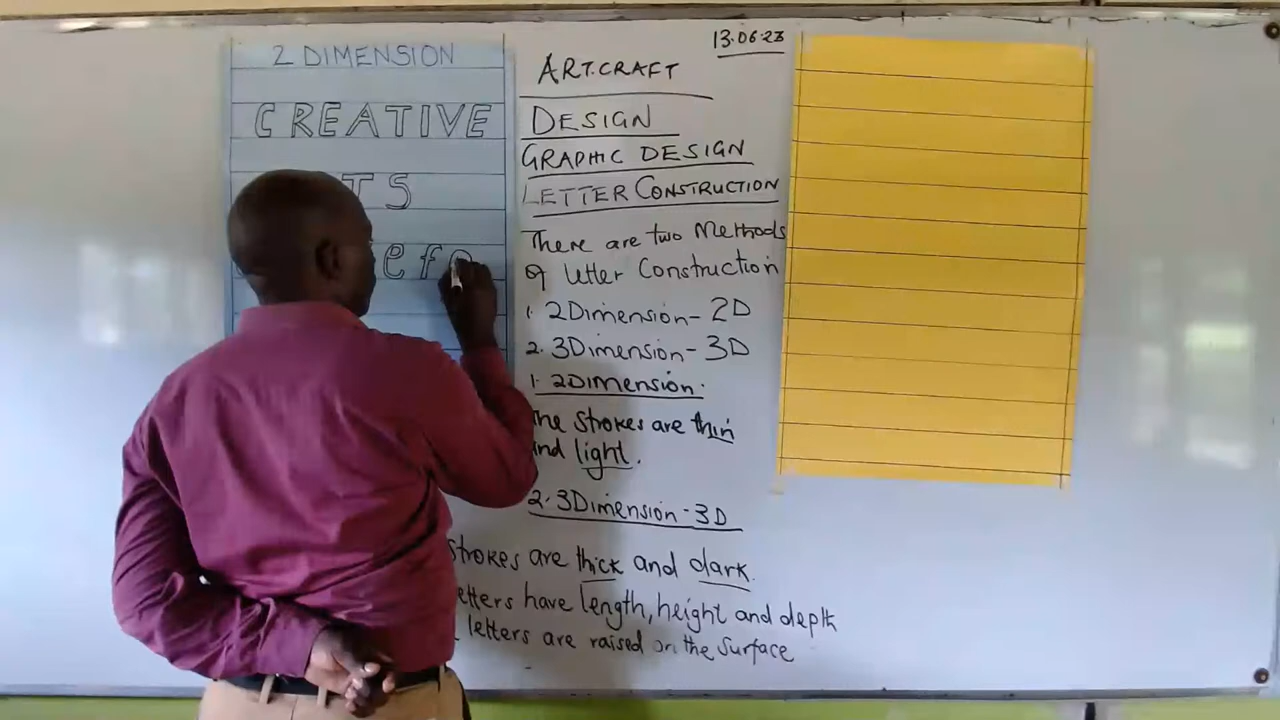 2 DIMENSION
CREATIVE
TS
e f
13.06.23
ART.CRAFT
DESIGN
GRAPHIC DESIGN
LETTER CONSTRUCTION
There are two Methods
of letter Construction
1. 2Dimension- 2D
2. 3Dimension- 3D
1. 2Dimension.
The strokes are thin
and light.
2. 3Dimension-3D
strokes are thick and dark.
letters have length, height and depth
letters are raised on the surface